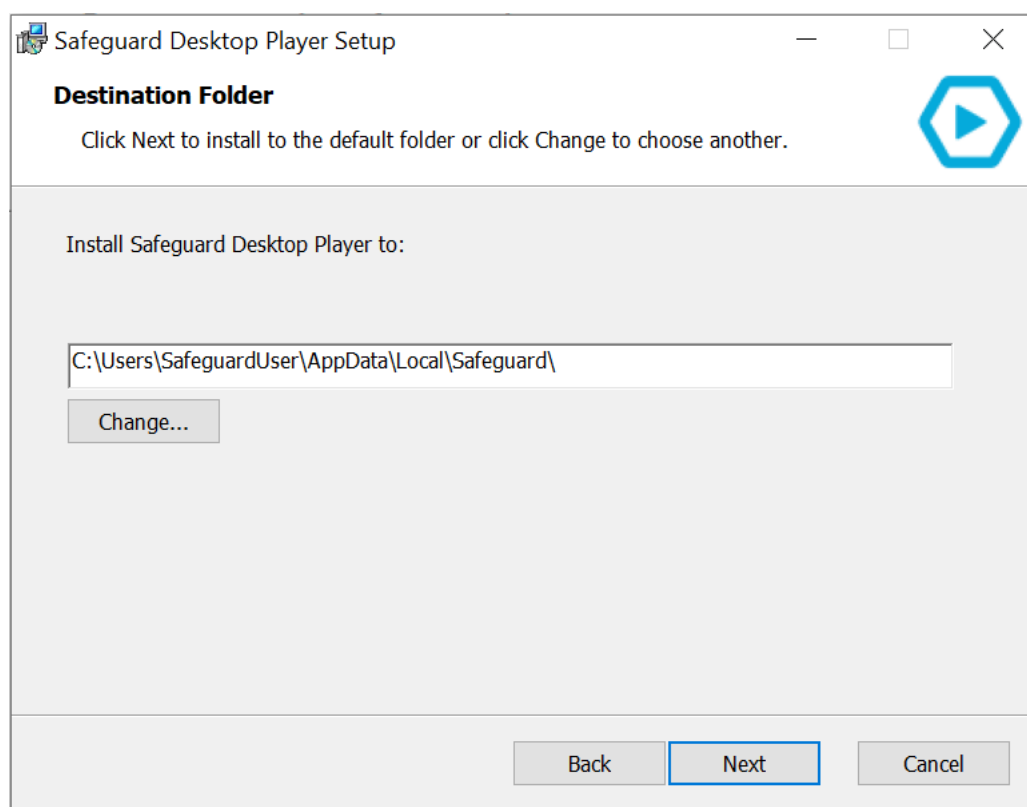 Safeguard Desktop Player Setup
Destination Folder
Click Next to install to the default folder or click Change to choose another.
Install Safeguard Desktop Player to:
C:\Users\SafeguardUser\AppData\Local\Safeguard\
Change...
Back
Next
Cancel